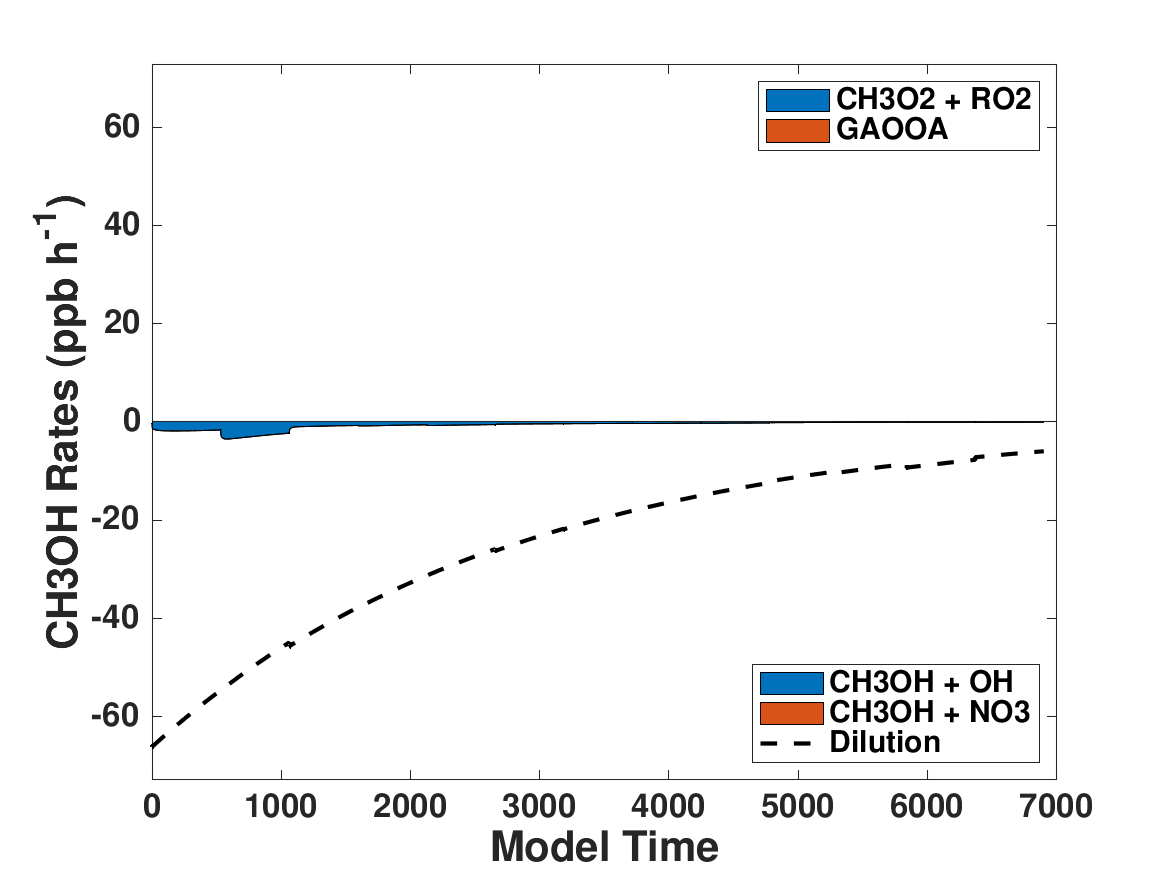 CH3O2 + RO2
GAOOA
60
40
20
0
-20
-40
-60
CH3OH Rates (ppb h-1)
CH3OH + OH
CH3OH + NO3
Dilution
0 1000 2000 3000 4000 5000 6000 7000
Model Time